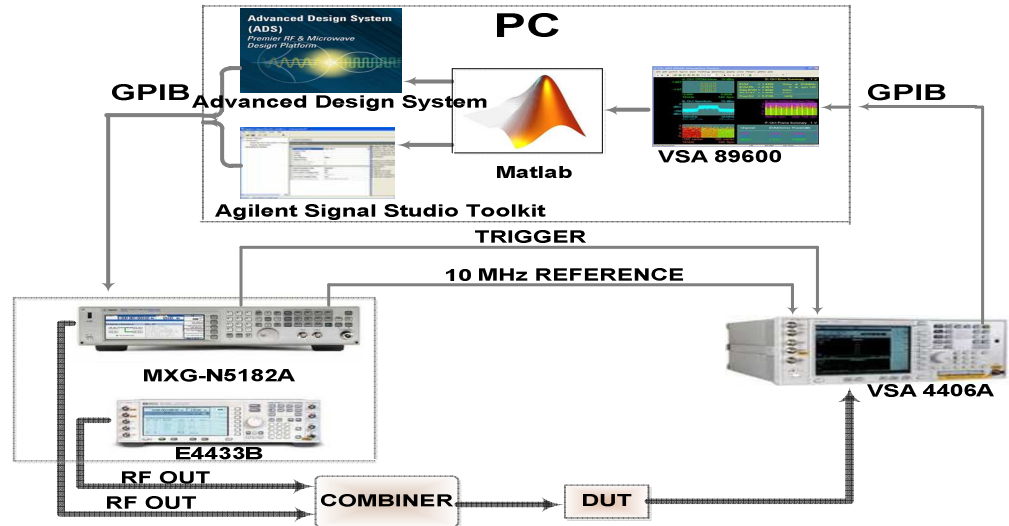 PC
Advanced Design System
(ADS)
Premier RF & Microwave
Design Platform
GPIB
Advanced Design System
Matlab
VSA 89600
GPIB
Agilent Signal Studio Toolkit
TRIGGER
10 MHz REFERENCE
MXG-N5182A
VSA 4406A
E4433B
RF OUT
RF OUT
COMBINER
DUT